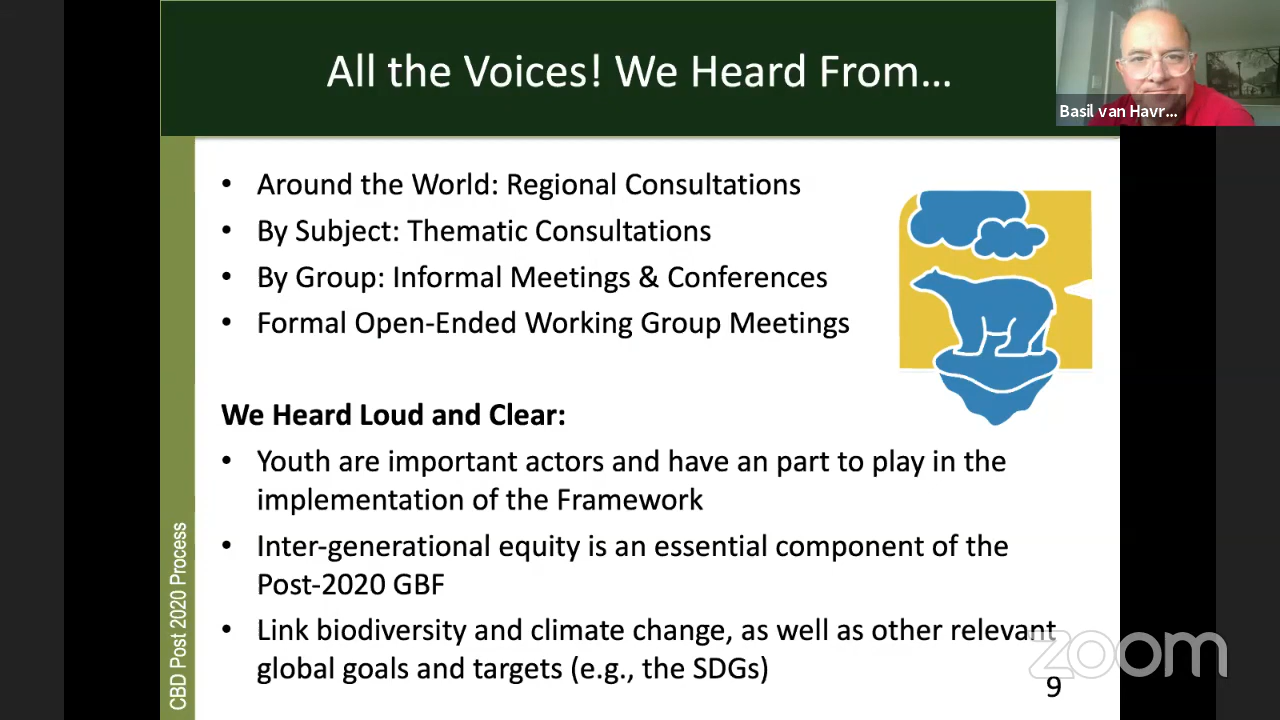 All the Voices! We Heard From…
Basil van Havr...
• Around the World: Regional Consultations
• By Subject: Thematic Consultations
• By Group: Informal Meetings & Conferences
• Formal Open-Ended Working Group Meetings
We Heard Loud and Clear:
• Youth are important actors and have an part to play in the
implementation of the Framework
• Inter-generational equity is an essential component of the
Post-2020 GBF
• Link biodiversity and climate change, as well as other relevant
global goals and targets (e.g., the SDGs)
CBD Post 2020 Process
zoom
9